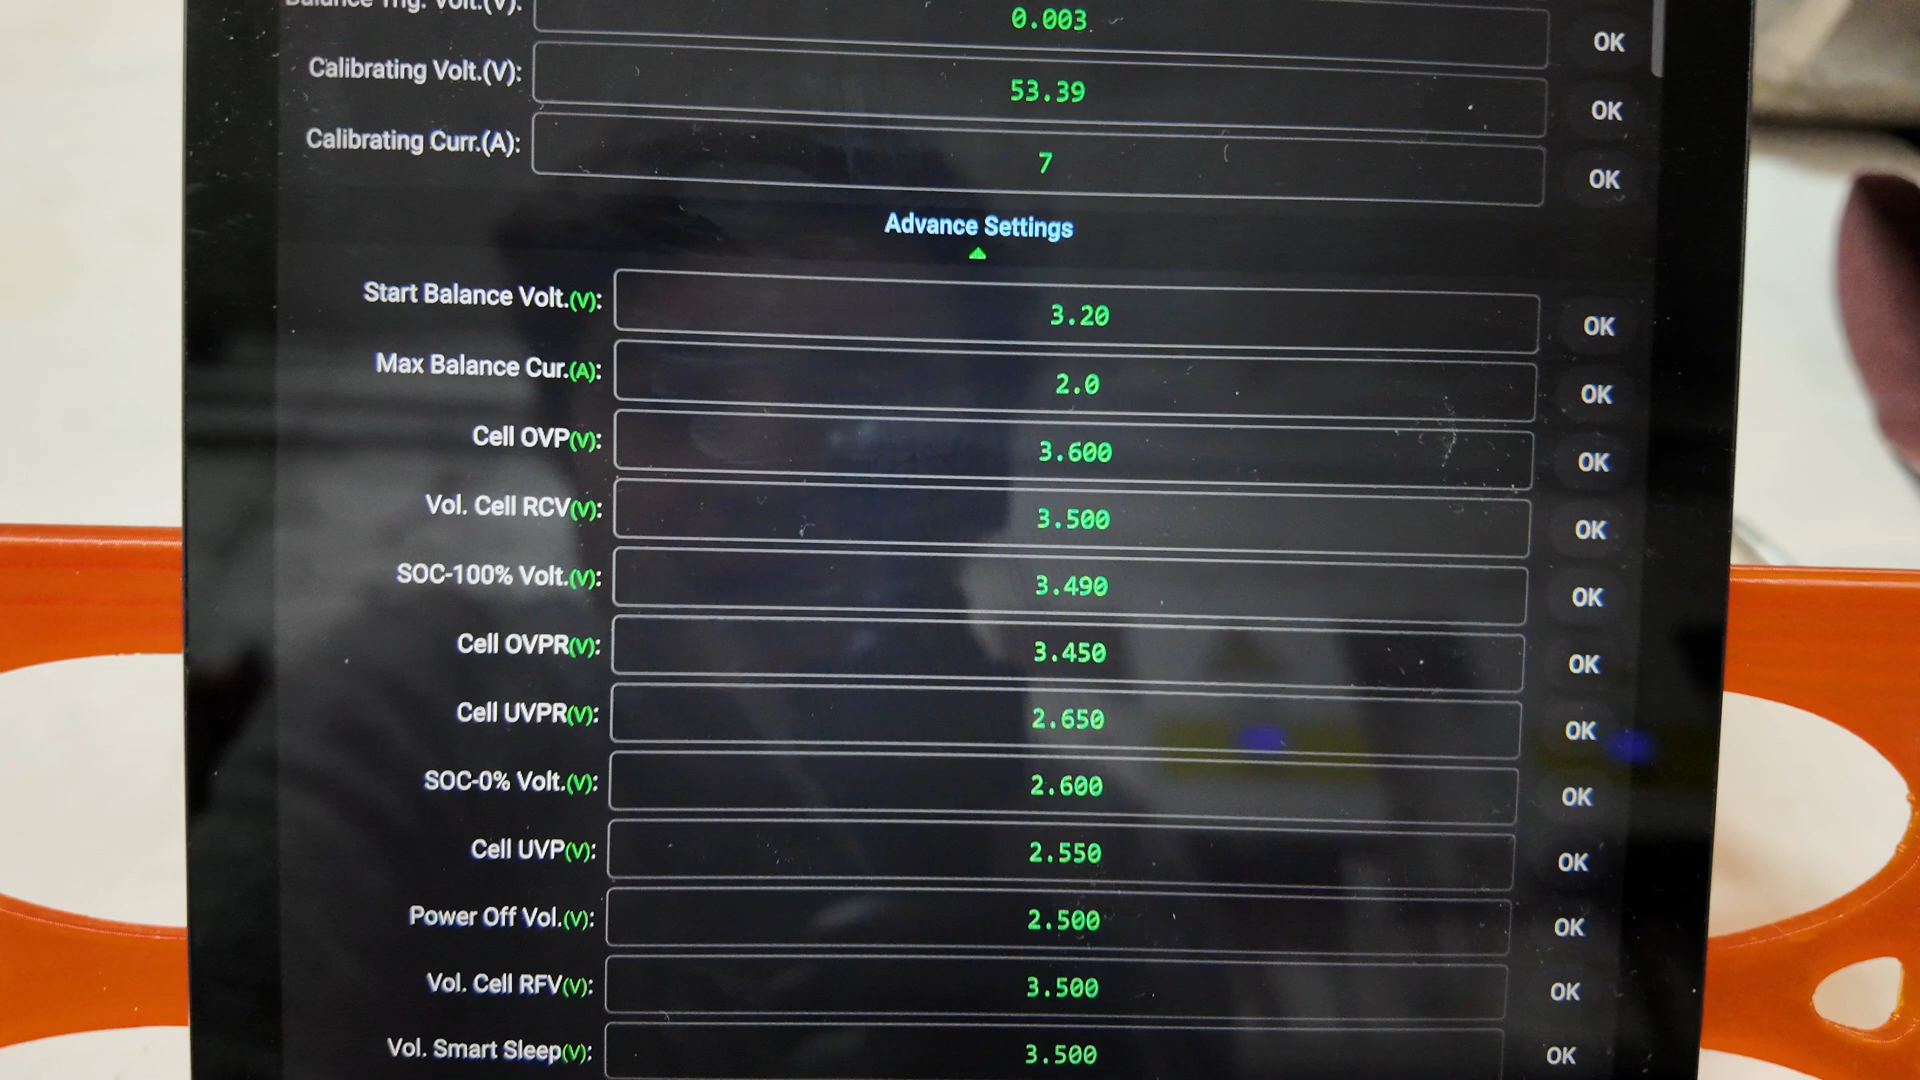 Balance Trig. Volt.(V): 0.003 OK
Calibrating Volt.(V): 53.39 OK
Calibrating Curr.(A): 7 OK
Advance Settings
Start Balance Volt.(V): 3.20 OK
Max Balance Cur.(A): 2.0 OK
Cell OVP(V): 3.600 OK
Vol. Cell RCV(V): 3.500 OK
SOC-100% Volt.(V): 3.490 OK
Cell OVPR(V): 3.450 OK
Cell UVPR(V): 2.650 OK
SOC-0% Volt.(V): 2.600 OK
Cell UVP(V): 2.550 OK
Power Off Vol.(V): 2.500 OK
Vol. Cell RFV(V): 3.500 OK
Vol. Smart Sleep(V): 3.500 OK